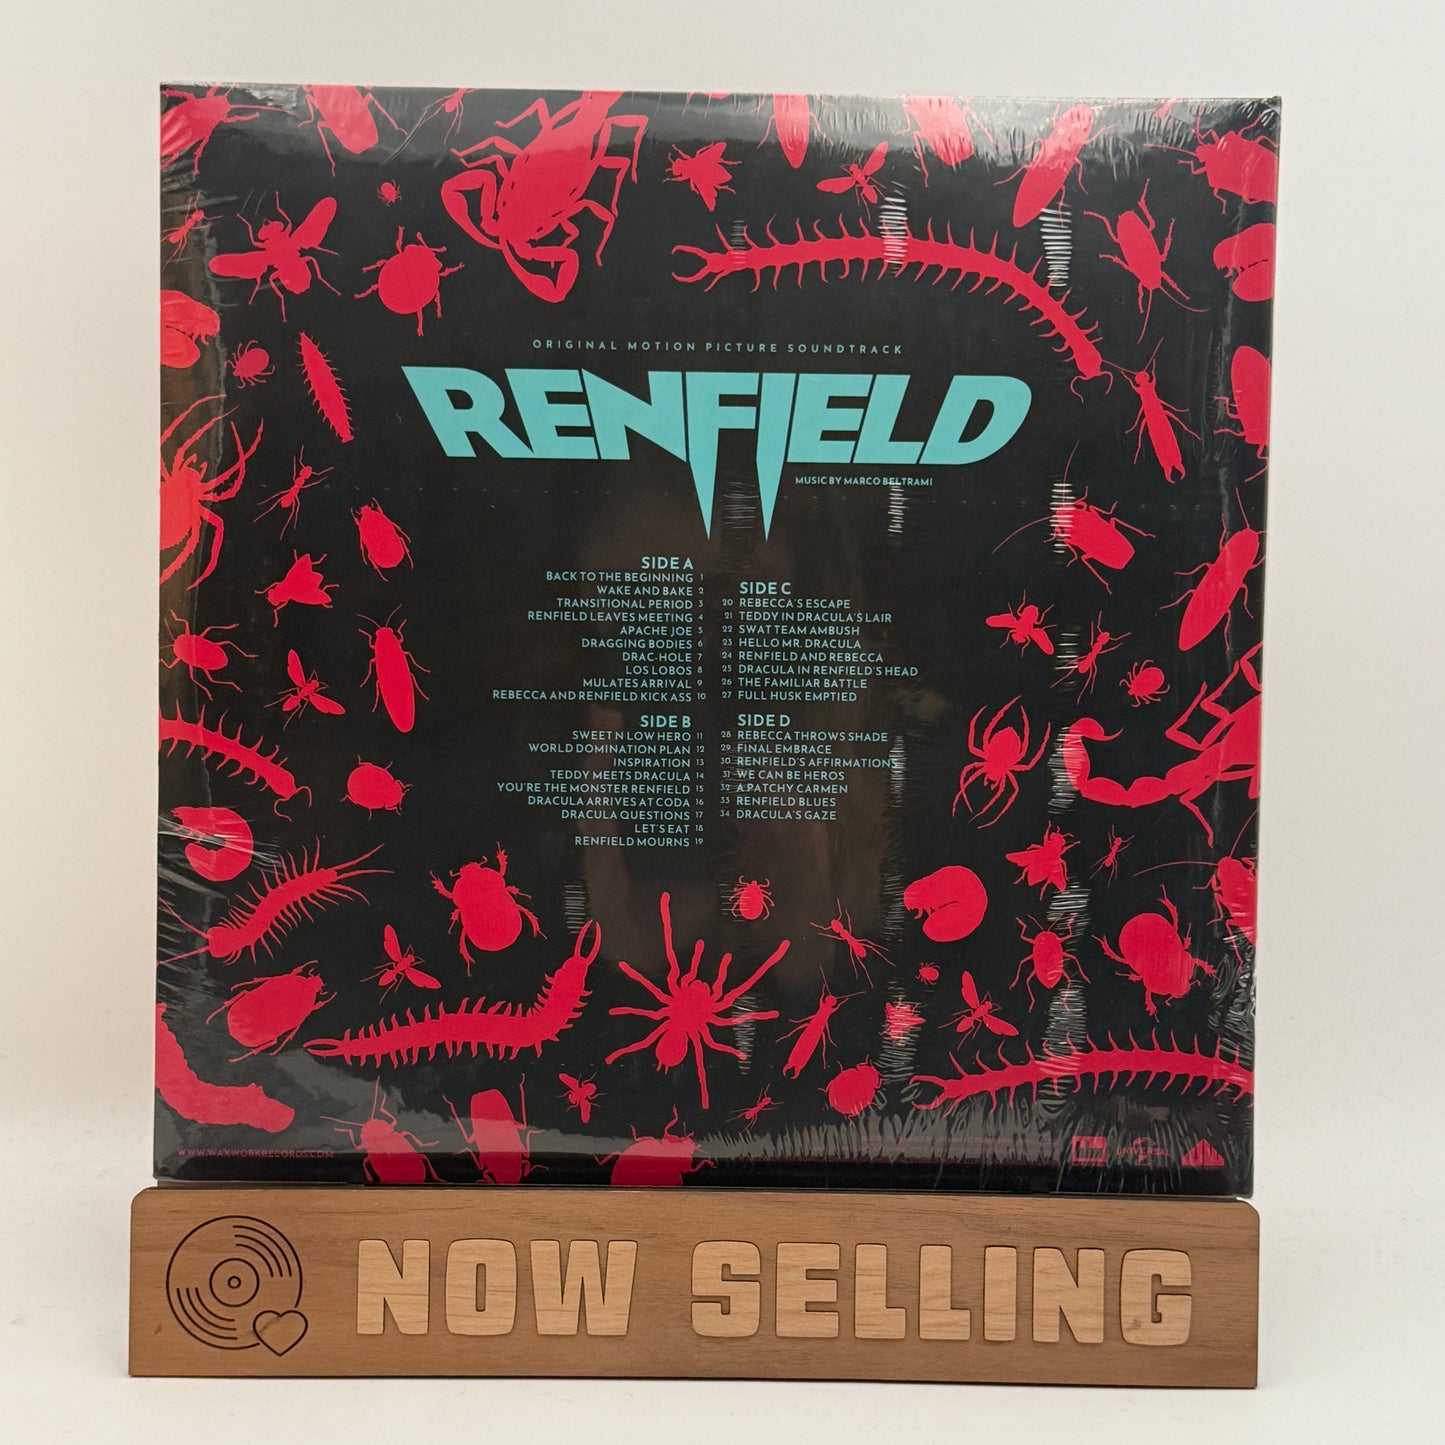 ORIGINAL MOTION PICTURE SOUNDTRACK
RENFIELD
MUSIC BY MARCO BELTRAMI
SIDE A
BACK TO THE BEGINNING 1
WAKE AND BAKE 2
TRANSITIONAL PERIOD 3
RENFIELD LEAVES MEETING 4
APACHE JOE 5
DRAGGING BODIES 6
DRAC-HOLE 7
LOS LOBOS 8
MULATES ARRIVAL 9
REBECCA AND RENFIELD KICK ASS 10
SIDE B
SWEET N LOW HERO 11
WORLD DOMINATION PLAN 12
INSPIRATION 13
TEDDY MEETS DRACULA 14
YOU'RE THE MONSTER RENFIELD 15
DRACULA ARRIVES AT CODA 16
DRACULA QUESTIONS 17
LET'S EAT 18
RENFIELD MOURNS 19
SIDE C
20 REBECCA'S ESCAPE
21 TEDDY IN DRACULA'S LAIR
22 SWAT TEAM AMBUSH
23 HELLO MR. DRACULA
24 RENFIELD AND REBECCA
25 DRACULA IN RENFIELD'S HEAD
26 THE FAMILIAR BATTLE
27 FULL HUSK EMPTIED
SIDE D
28 REBECCA THROWS SHADE
29 FINAL EMBRACE
30 RENFIELD'S AFFIRMATIONS
31 WE CAN BE HEROS
32 A PATCHY CARMEN
33 RENFIELD BLUES
34 DRACULA'S GAZE
WWW.WAXWORKRECORDS.COM
UNIVERSAL
NOW SELLING